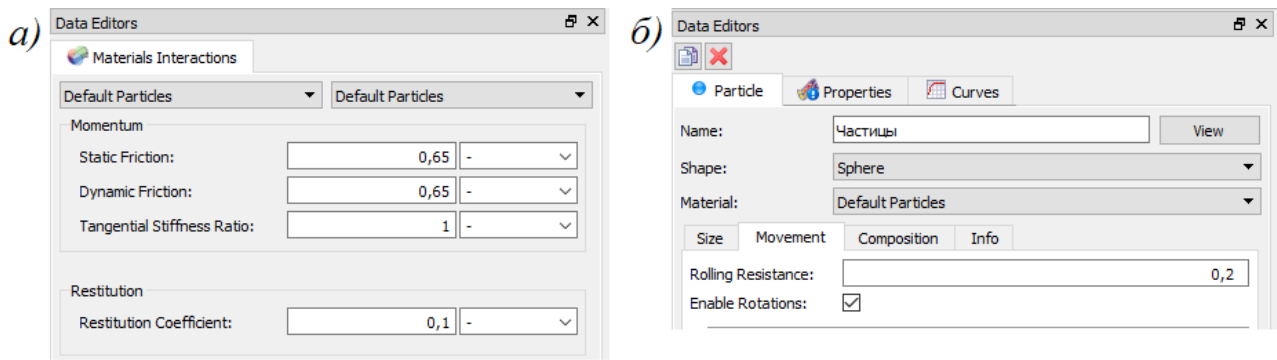 а)
Data Editors
Materials Interactions
Default Particles Default Particles
Momentum
Static Friction: 0,65 -
Dynamic Friction: 0,65 -
Tangential Stiffness Ratio: 1 -
Restitution
Restitution Coefficient: 0,1 -
б)
Data Editors
Particle Properties Curves
Name: Частицы View
Shape: Sphere
Material: Default Particles
Size Movement Composition Info
Rolling Resistance: 0,2
Enable Rotations: